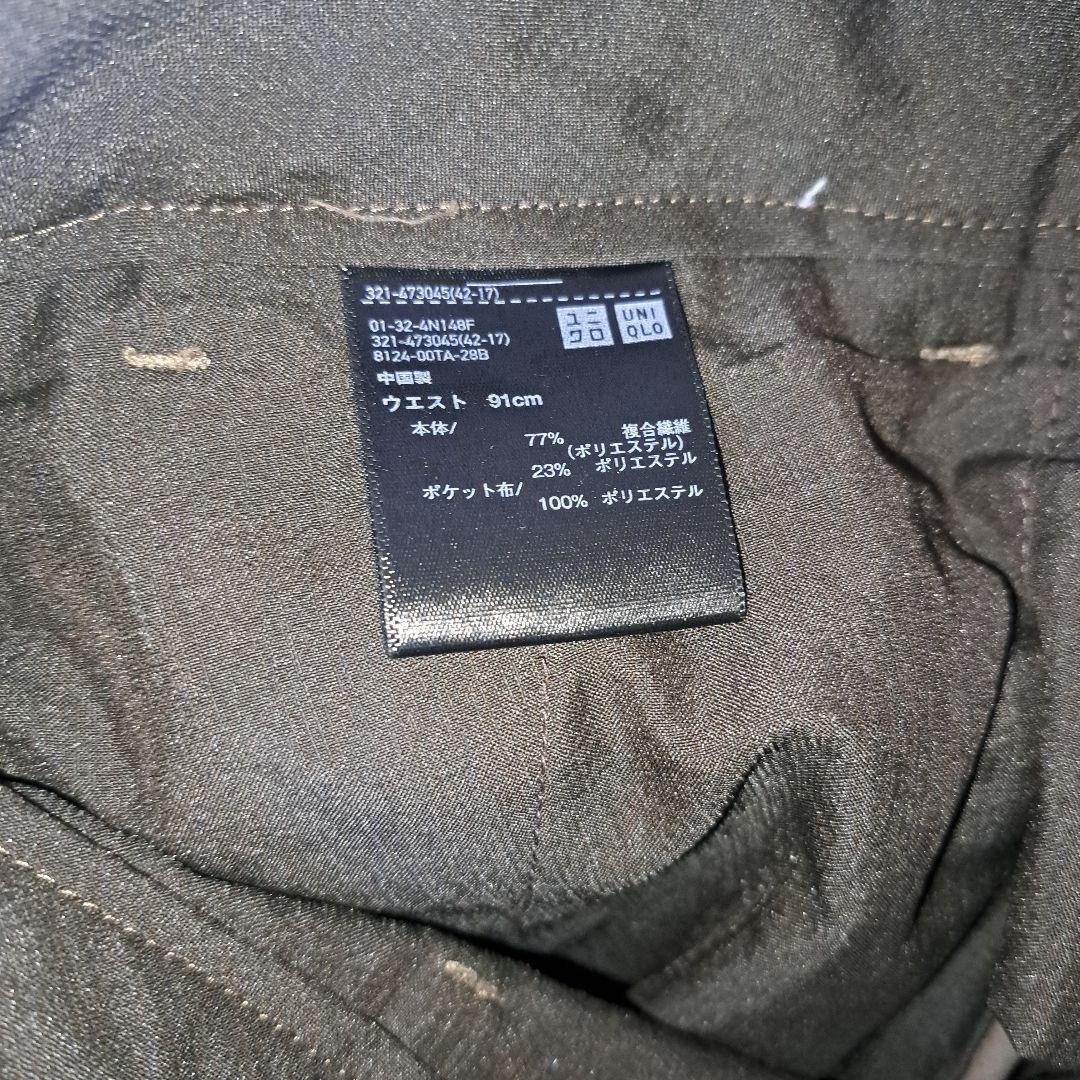 321-473045(42-17)
ユニクロ
UNIQLO
01-32-4N148F
321-473045(42-17)
8124-00TA-28B
中国製
ウエスト 91cm
本体/
77% 複合繊維
(ポリエステル)
23% ポリエステル
ポケット布/
100% ポリエステル